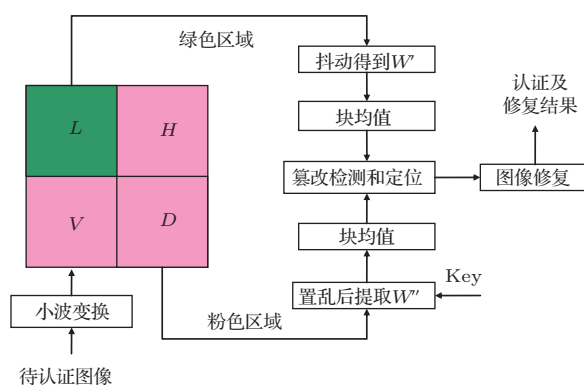 绿色区域
抖动得到W′
认证及
修复结果
L
H
块均值
篡改检测和定位
图像修复
V
D
块均值
Key
小波变换
置乱后提取W″
粉色区域
待认证图像